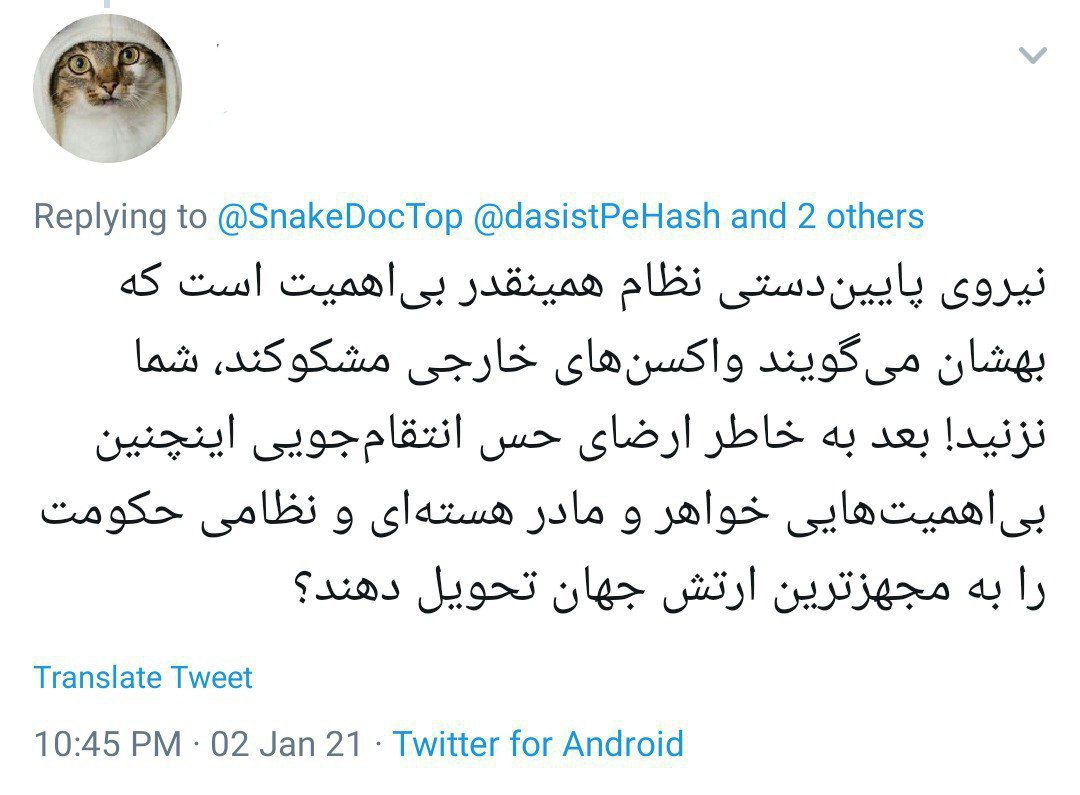 Replying to @SnakeDocTop @dasistPeHash and 2 others
نیروی پایین‌دستی نظام همینقدر بی‌اهمیت است که
بهشان می‌گویند واکسن‌های خارجی مشکوکند، شما
نزنید! بعد به خاطر ارضای حس انتقام‌جویی اینچنین
بی‌اهمیت‌هایی خواهر و مادر هسته‌ای و نظامی حکومت
را به مجهزترین ارتش جهان تحویل دهند؟
Translate Tweet
10:45 PM · 02 Jan 21 · Twitter for Android